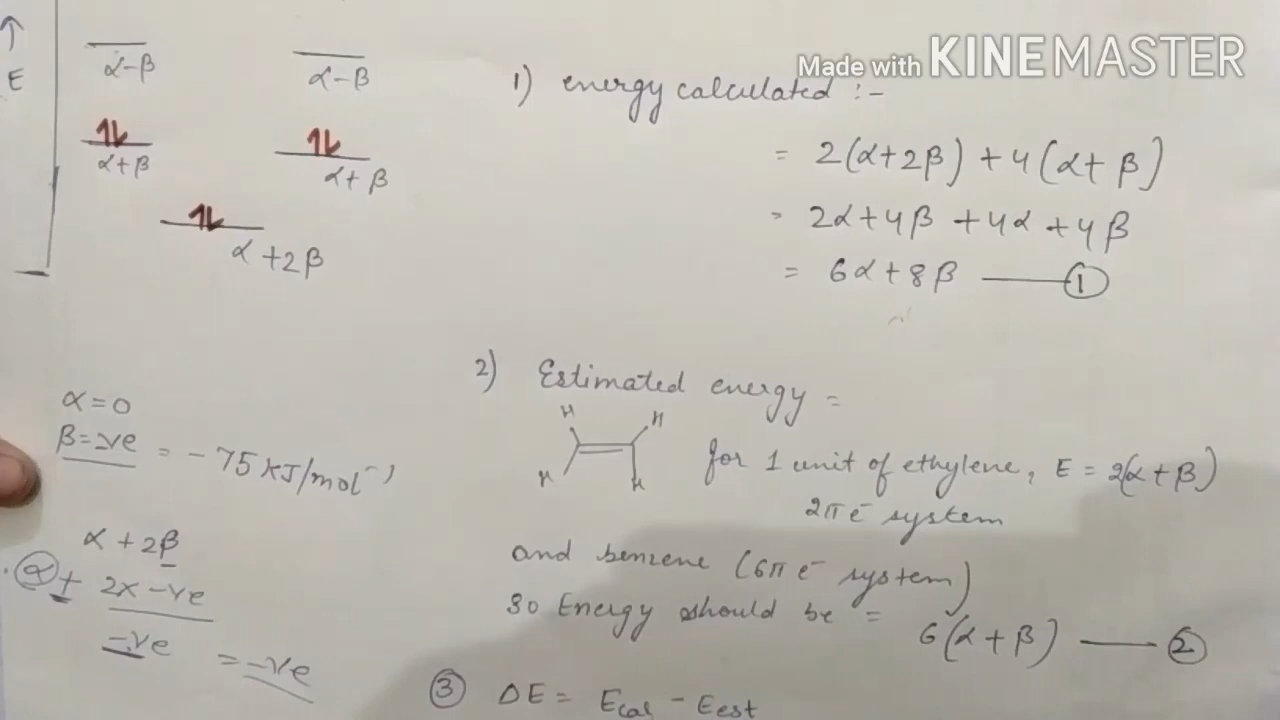 ↑
E
α-β
α-β
α+β
α+β
α+2β
α=0
β=-ve = -75 kJ/mol⁻¹
α+2β
α + 2x-ve
-ve = -ve
Made with KINEMASTER
1) energy calculated :-
= 2(α+2β)+4(α+β)
= 2α+4β+4α+4β
= 6α+8β —— ①
2) Estimated energy =
H H
H H
for 1 unit of ethylene, E = 2(α+β)
2πe⁻ system
and benzene (6πe⁻ system)
so Energy should be = 6(α+β) —— ②
③ ΔE = Ecal - Eest